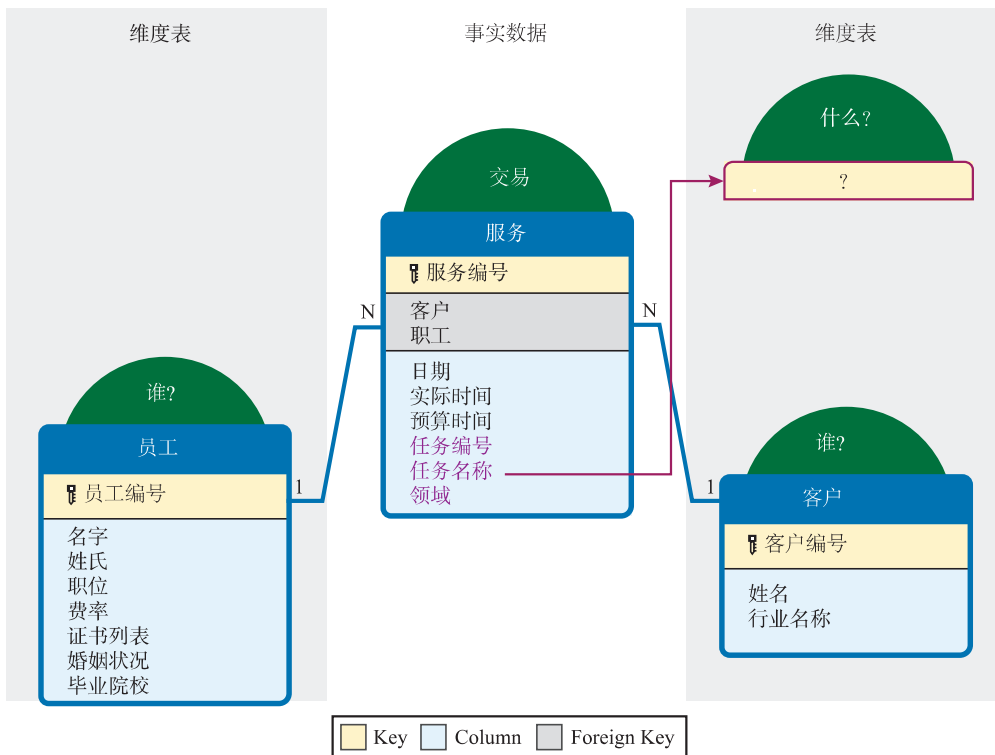 维度表
事实数据
维度表
谁?
员工
员工编号
名字
姓氏
职位
费率
证书列表
婚姻状况
毕业院校
1
N
交易
服务
服务编号
客户
职工
日期
实际时间
预算时间
任务编号
任务名称
领域
N
1
什么?
?
谁?
客户
客户编号
姓名
行业名称
Key Column Foreign Key